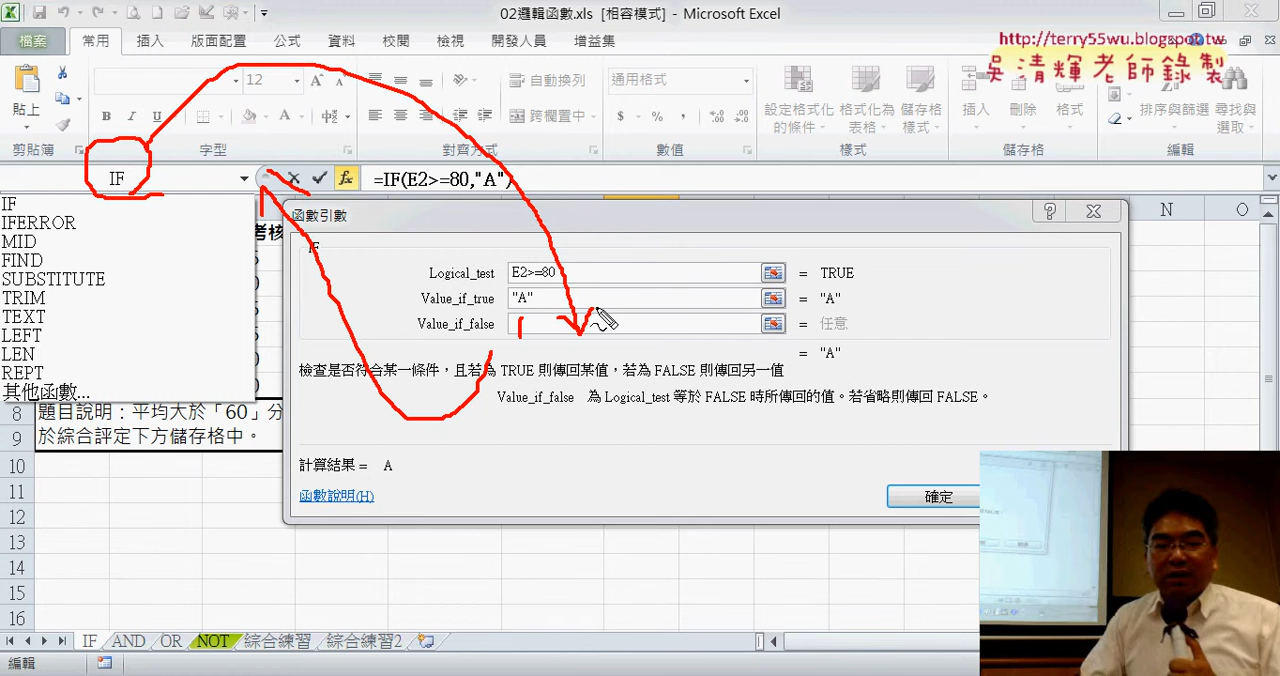 02邏輯函數.xls [相容模式] - Microsoft Excel
http://terry55wu.blogspot.tw
吳清輝老師錄製
檔案 常用 插入 版面配置 公式 資料 校閱 檢視 開發人員 增益集
貼上 12 自動換列 通用格式 設定格式化的條件 格式化為表格 儲存格樣式 插入 刪除 格式 排序與篩選 尋找與選取
B I U 跨欄置中 $ %
剪貼簿 字型 對齊方式 數值 樣式 儲存格 編輯
IF =IF(E2>=80,"A")
IF
IFERROR
MID
FIND
SUBSTITUTE
TRIM
TEXT
LEFT
LEN
REPT
其他函數...
考核
N O
函數引數
IF
Logical_test E2>=80 = TRUE
Value_if_true "A" = "A"
Value_if_false = 任意
= "A"
檢查是否符合某一條件，且若為 TRUE 則傳回某值，若為 FALSE 則傳回另一值
Value_if_false 為 Logical_test 等於 FALSE 時所傳回的值。若省略則傳回 FALSE。
計算結果 = A
函數說明(H) 確定
8 題目說明：平均大於「60」分
9 於綜合評定下方儲存格中。
10
11
12
13
14
15
16
IF AND OR NOT 綜合練習 綜合練習2
編輯